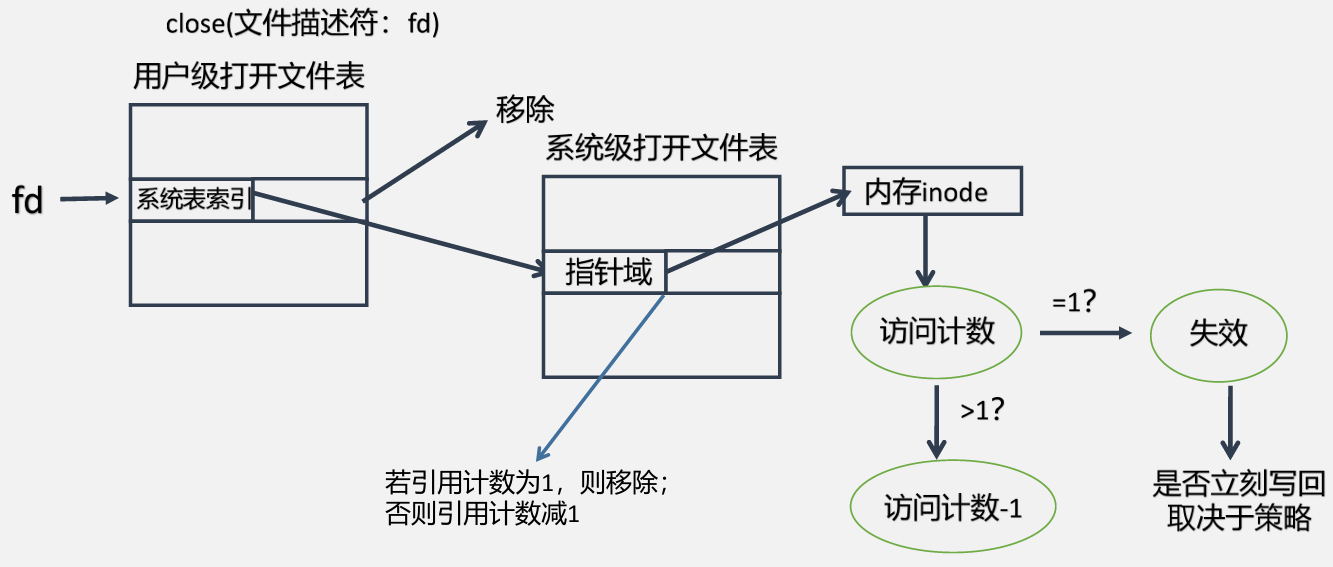 close(文件描述符：fd)
用户级打开文件表
移除
系统级打开文件表
fd
系统表索引
内存inode
指针域
访问计数
=1?
失效
>1?
若引用计数为1，则移除；
否则引用计数减1
访问计数-1
是否立刻写回
取决于策略